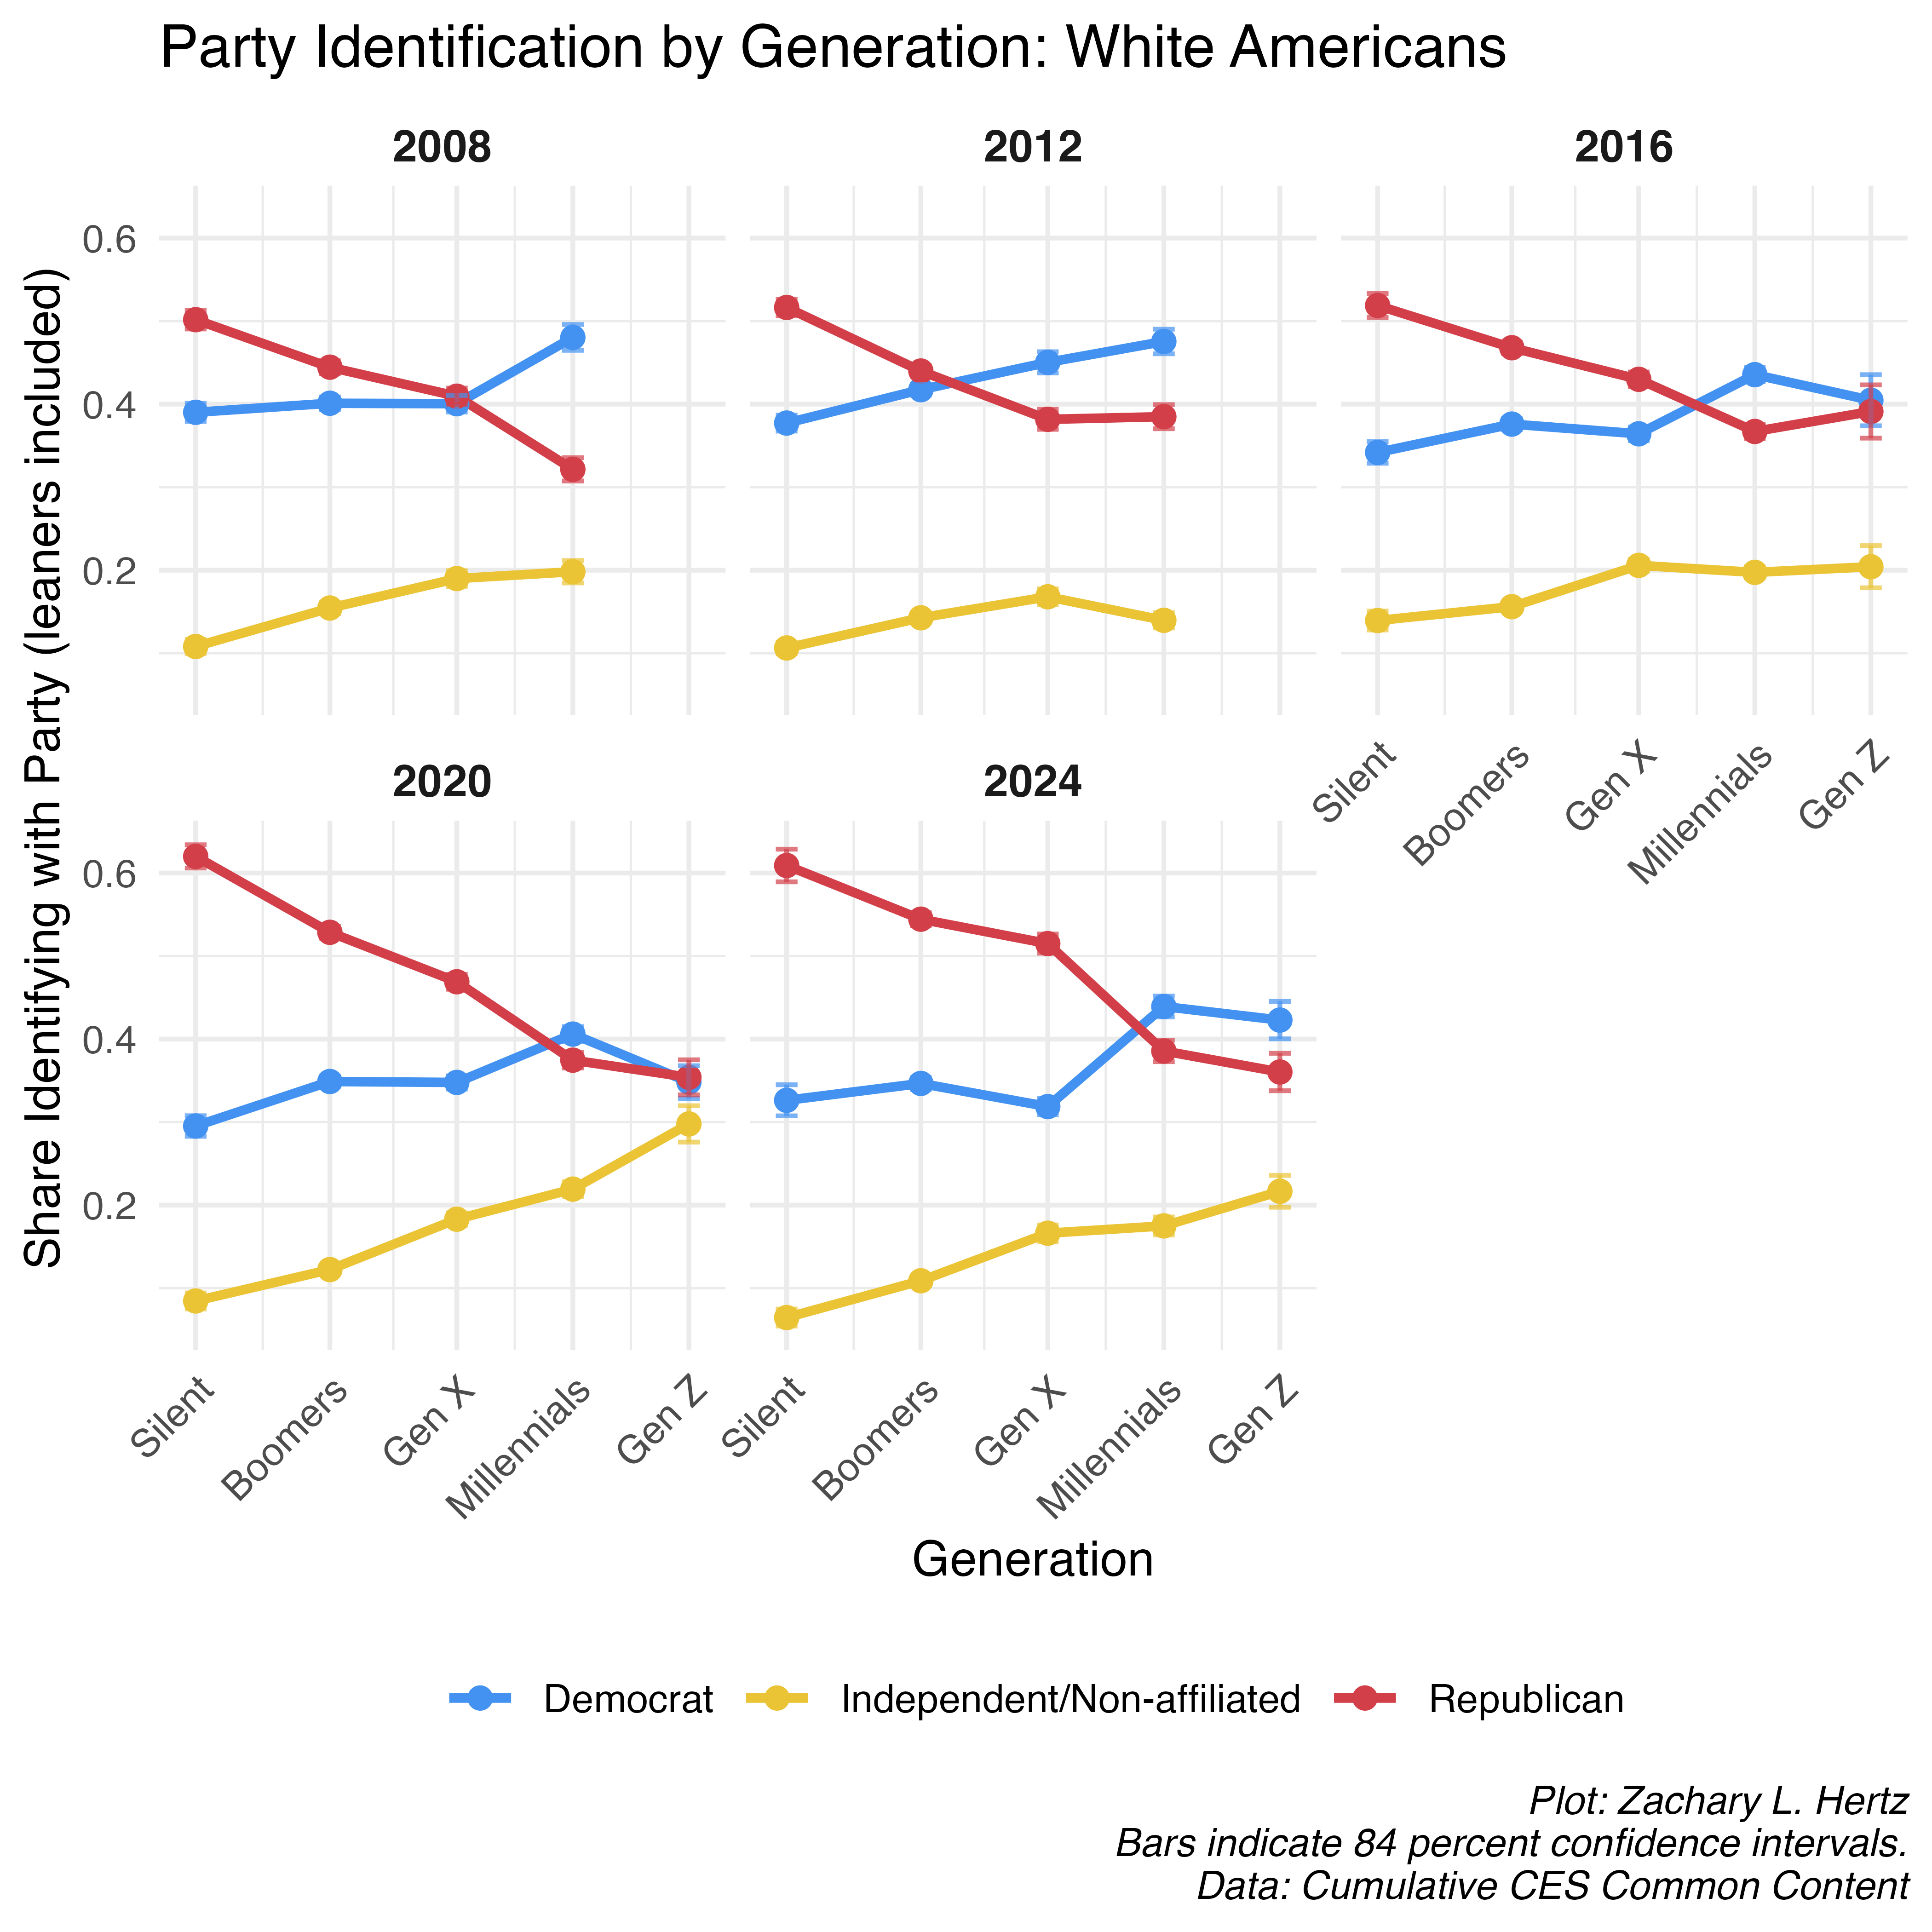 Party Identification by Generation: White Americans
2008
2012
2016
0.6
0.4
0.2
Share Identifying with Party (leaners included)
Silent
Boomers
Gen X
Millennials
Gen Z
2020
2024
0.6
0.4
0.2
Silent
Boomers
Gen X
Millennials
Gen Z
Silent
Boomers
Gen X
Millennials
Gen Z
Generation
Democrat
Independent/Non-affiliated
Republican
Plot: Zachary L. Hertz
Bars indicate 84 percent confidence intervals.
Data: Cumulative CES Common Content